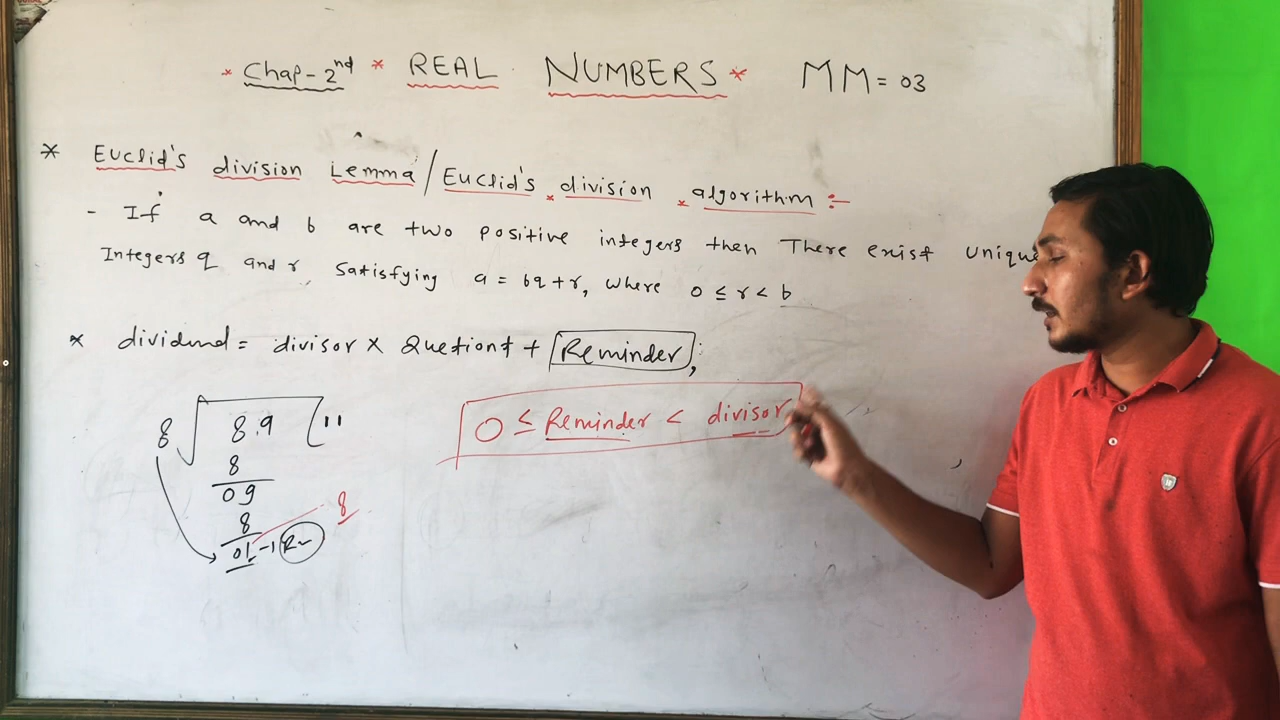 * Chap-2nd * REAL NUMBERS * MM = 03
* Euclid's division Lemma / Euclid's division algorithm :-
- If a and b are two positive integers then There exist unique
Integers q and r satisfying a = bq + r, where 0 ≤ r < b
* dividend = divisor × Quetiont + Reminder,
8 89 11
0 ≤ Reminder < divisor
8
09
8 8
01 - 1